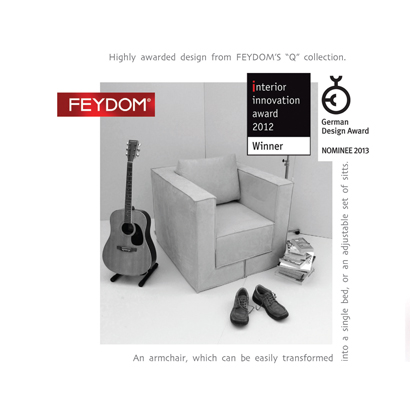 Highly awarded design from FEYDOM'S "Q" collection.
FEYDOM®
interior
innovation
award
2012
Winner
German
Design Award
NOMINEE 2013
An armchair, which can be easily transformed
into a single bed, or an adjustable set of sitts.